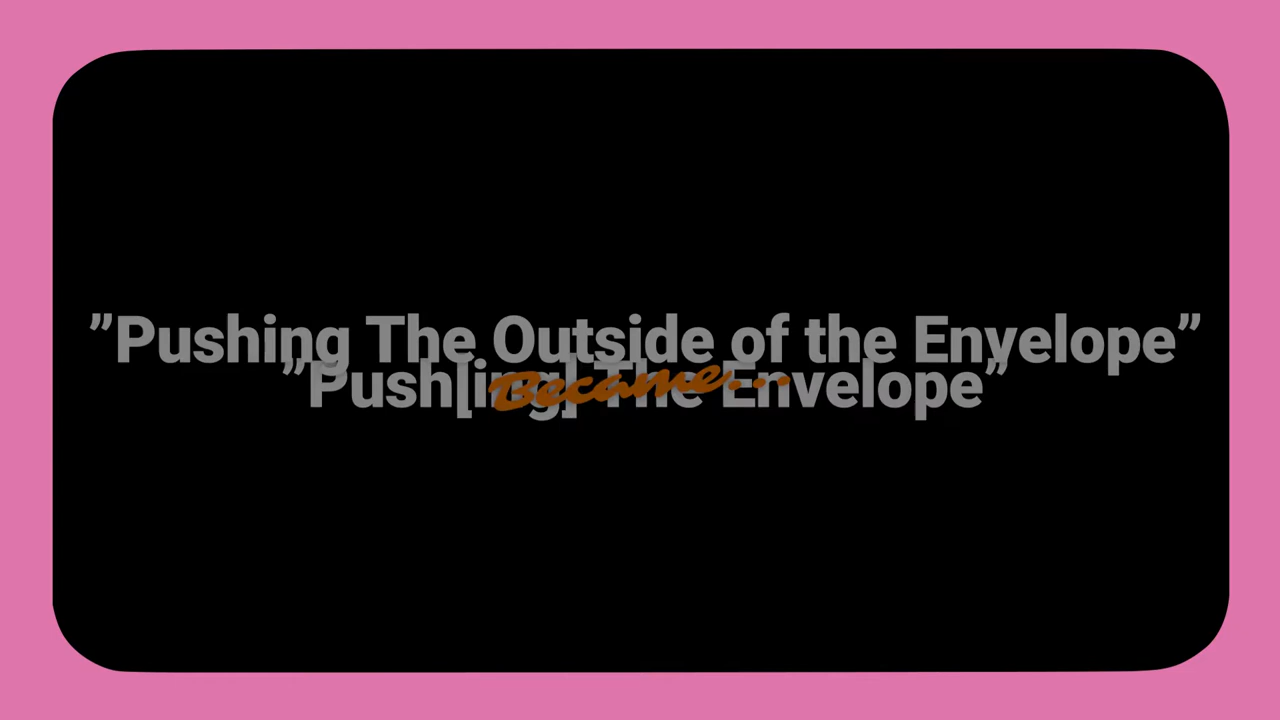 ”Pushing The Outside of the Envelope”
Became...
”Push[ing] The Envelope”